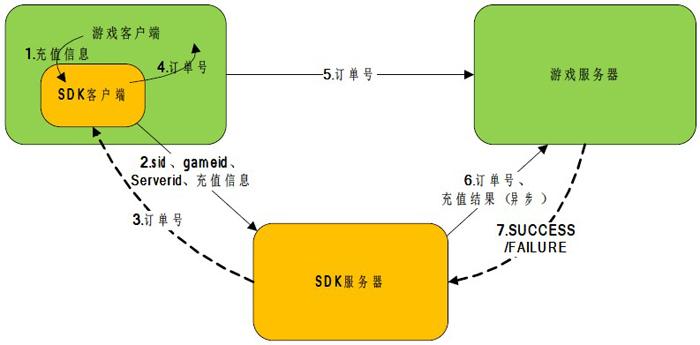 游戏客户端
1.充值信息
4.订单号
SDK客户端
5.订单号
游戏服务器
2.sid、gameid、
Serverid、充值信息
3.订单号
6.订单号、
充值结果（异步）
7.SUCCESS
/FAILURE
SDK服务器